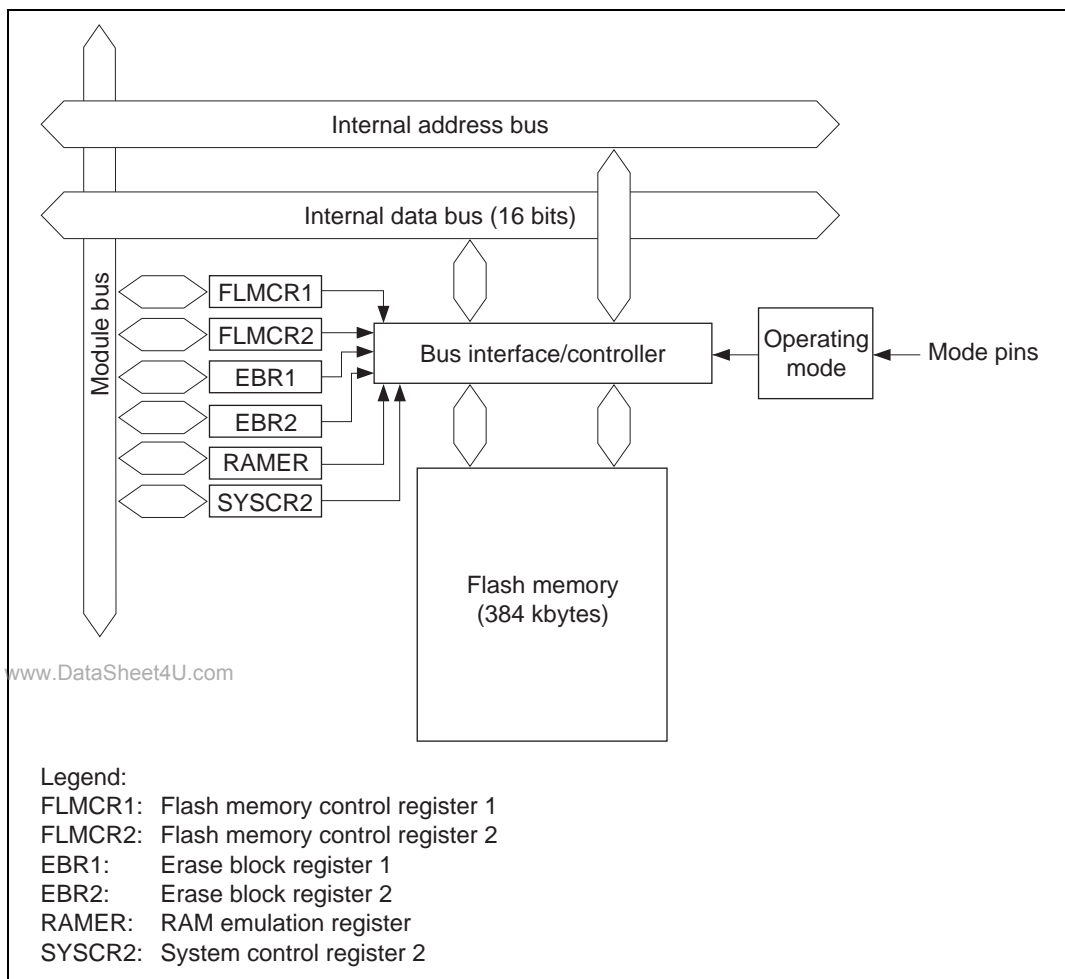 Internal address bus
Internal data bus (16 bits)
Module bus
FLMCR1
FLMCR2
EBR1
EBR2
RAMER
SYSCR2
Bus interface/controller
Operating
mode
Mode pins
Flash memory
(384 kbytes)
www.DataSheet4U.com
Legend:
FLMCR1: Flash memory control register 1
FLMCR2: Flash memory control register 2
EBR1: Erase block register 1
EBR2: Erase block register 2
RAMER: RAM emulation register
SYSCR2: System control register 2